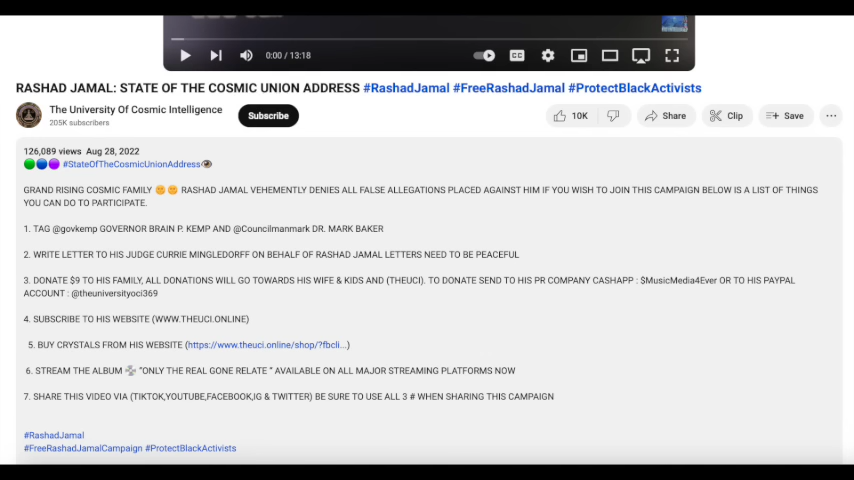 0:00 / 13:18
CC
RASHAD JAMAL: STATE OF THE COSMIC UNION ADDRESS #RashadJamal #FreeRashadJamal #ProtectBlackActivists
The University Of Cosmic Intelligence
205K subscribers
Subscribe
10K
Share
Clip
Save
126,089 views Aug 28, 2022
#StateOfTheCosmicUnionAddress
GRAND RISING COSMIC FAMILY RASHAD JAMAL VEHEMENTLY DENIES ALL FALSE ALLEGATIONS PLACED AGAINST HIM IF YOU WISH TO JOIN THIS CAMPAIGN BELOW IS A LIST OF THINGS
YOU CAN DO TO PARTICIPATE.
1. TAG @govkemp GOVERNOR BRAIN P. KEMP AND @Councilmanmark DR. MARK BAKER
2. WRITE LETTER TO HIS JUDGE CURRIE MINGLEDORFF ON BEHALF OF RASHAD JAMAL LETTERS NEED TO BE PEACEFUL
3. DONATE $9 TO HIS FAMILY, ALL DONATIONS WILL GO TOWARDS HIS WIFE & KIDS AND (THEUCI). TO DONATE SEND TO HIS PR COMPANY CASHAPP : $MusicMedia4Ever OR TO HIS PAYPAL
ACCOUNT : @theuniversityoci369
4. SUBSCRIBE TO HIS WEBSITE (WWW.THEUCI.ONLINE)
5. BUY CRYSTALS FROM HIS WEBSITE (https://www.theuci.online/shop/?fbcli...)
6. STREAM THE ALBUM "ONLY THE REAL GONE RELATE " AVAILABLE ON ALL MAJOR STREAMING PLATFORMS NOW
7. SHARE THIS VIDEO VIA (TIKTOK,YOUTUBE,FACEBOOK,IG & TWITTER) BE SURE TO USE ALL 3 # WHEN SHARING THIS CAMPAIGN
#RashadJamal
#FreeRashadJamalCampaign #ProtectBlackActivists